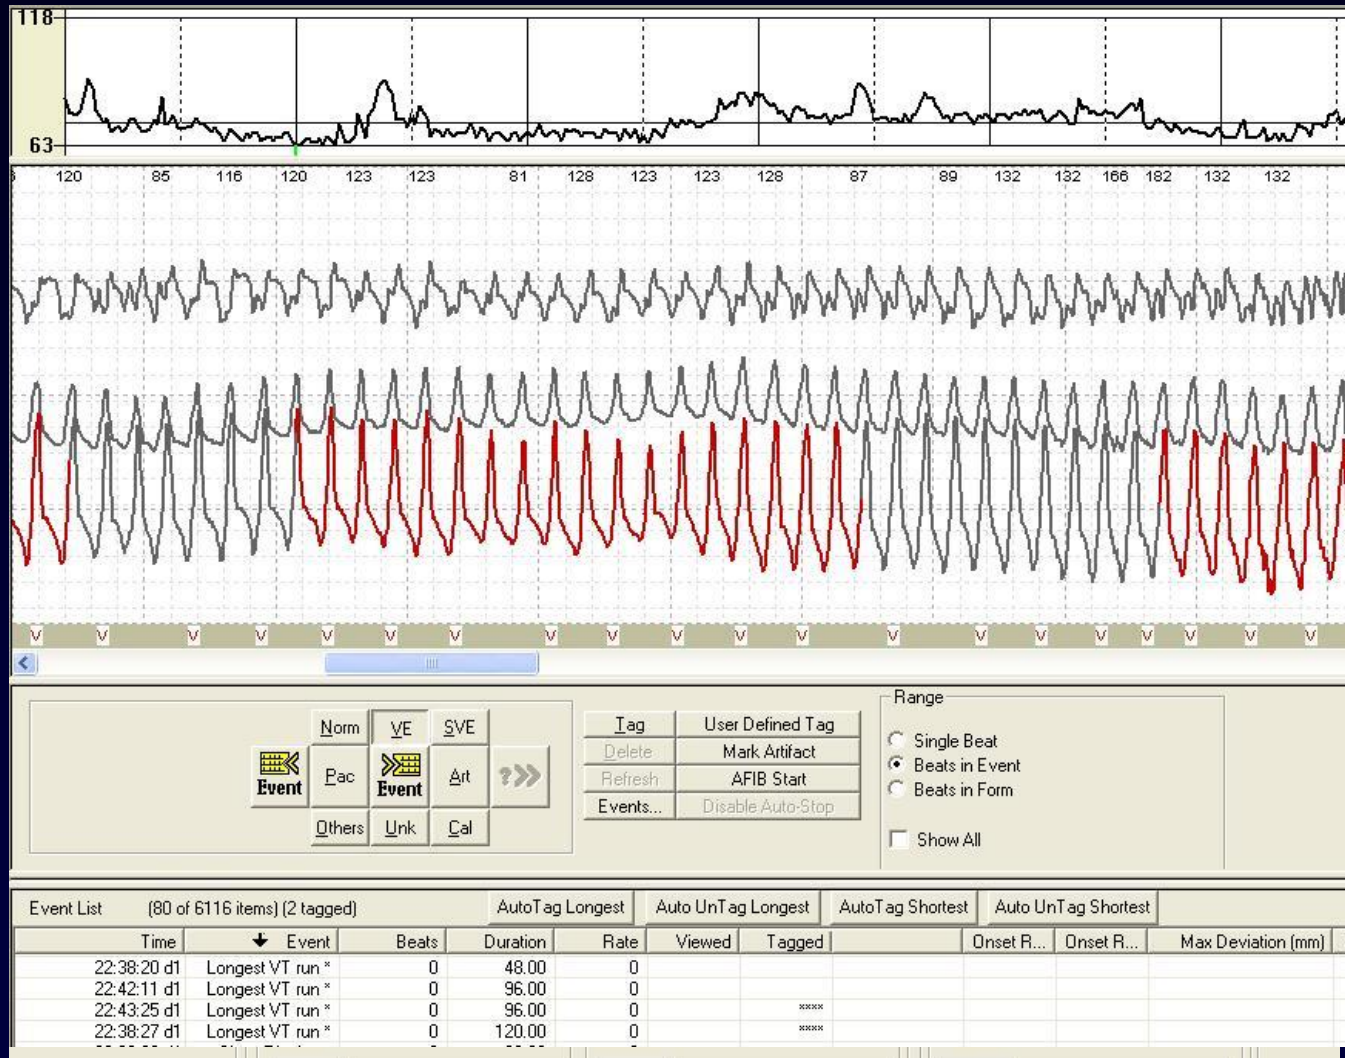 118
63
120 85 116 120 123 123 81 128 123 123 128 87 89 132 132 166 182 132 132
V V V V V V V V V V V V V V V V V V V V
Norm VE SVE
Event Pac Event Art ?
Others Unk Cal
Tag User Defined Tag
Delete Mark Artifact
Refresh AFIB Start
Events... Disable Auto-Stop
Range
Single Beat
Beats in Event
Beats in Form
Show All
Event List (80 of 6116 items) (2 tagged) AutoTag Longest Auto UnTag Longest AutoTag Shortest Auto UnTag Shortest
Time Event Beats Duration Rate Viewed Tagged Onset R... Onset R... Max Deviation (mm)
22:38:20 d1 Longest VT run * 0 48.00 0
22:42:11 d1 Longest VT run * 0 96.00 0
22:43:25 d1 Longest VT run * 0 96.00 0 ****
22:38:27 d1 Longest VT run * 0 120.00 0 ****